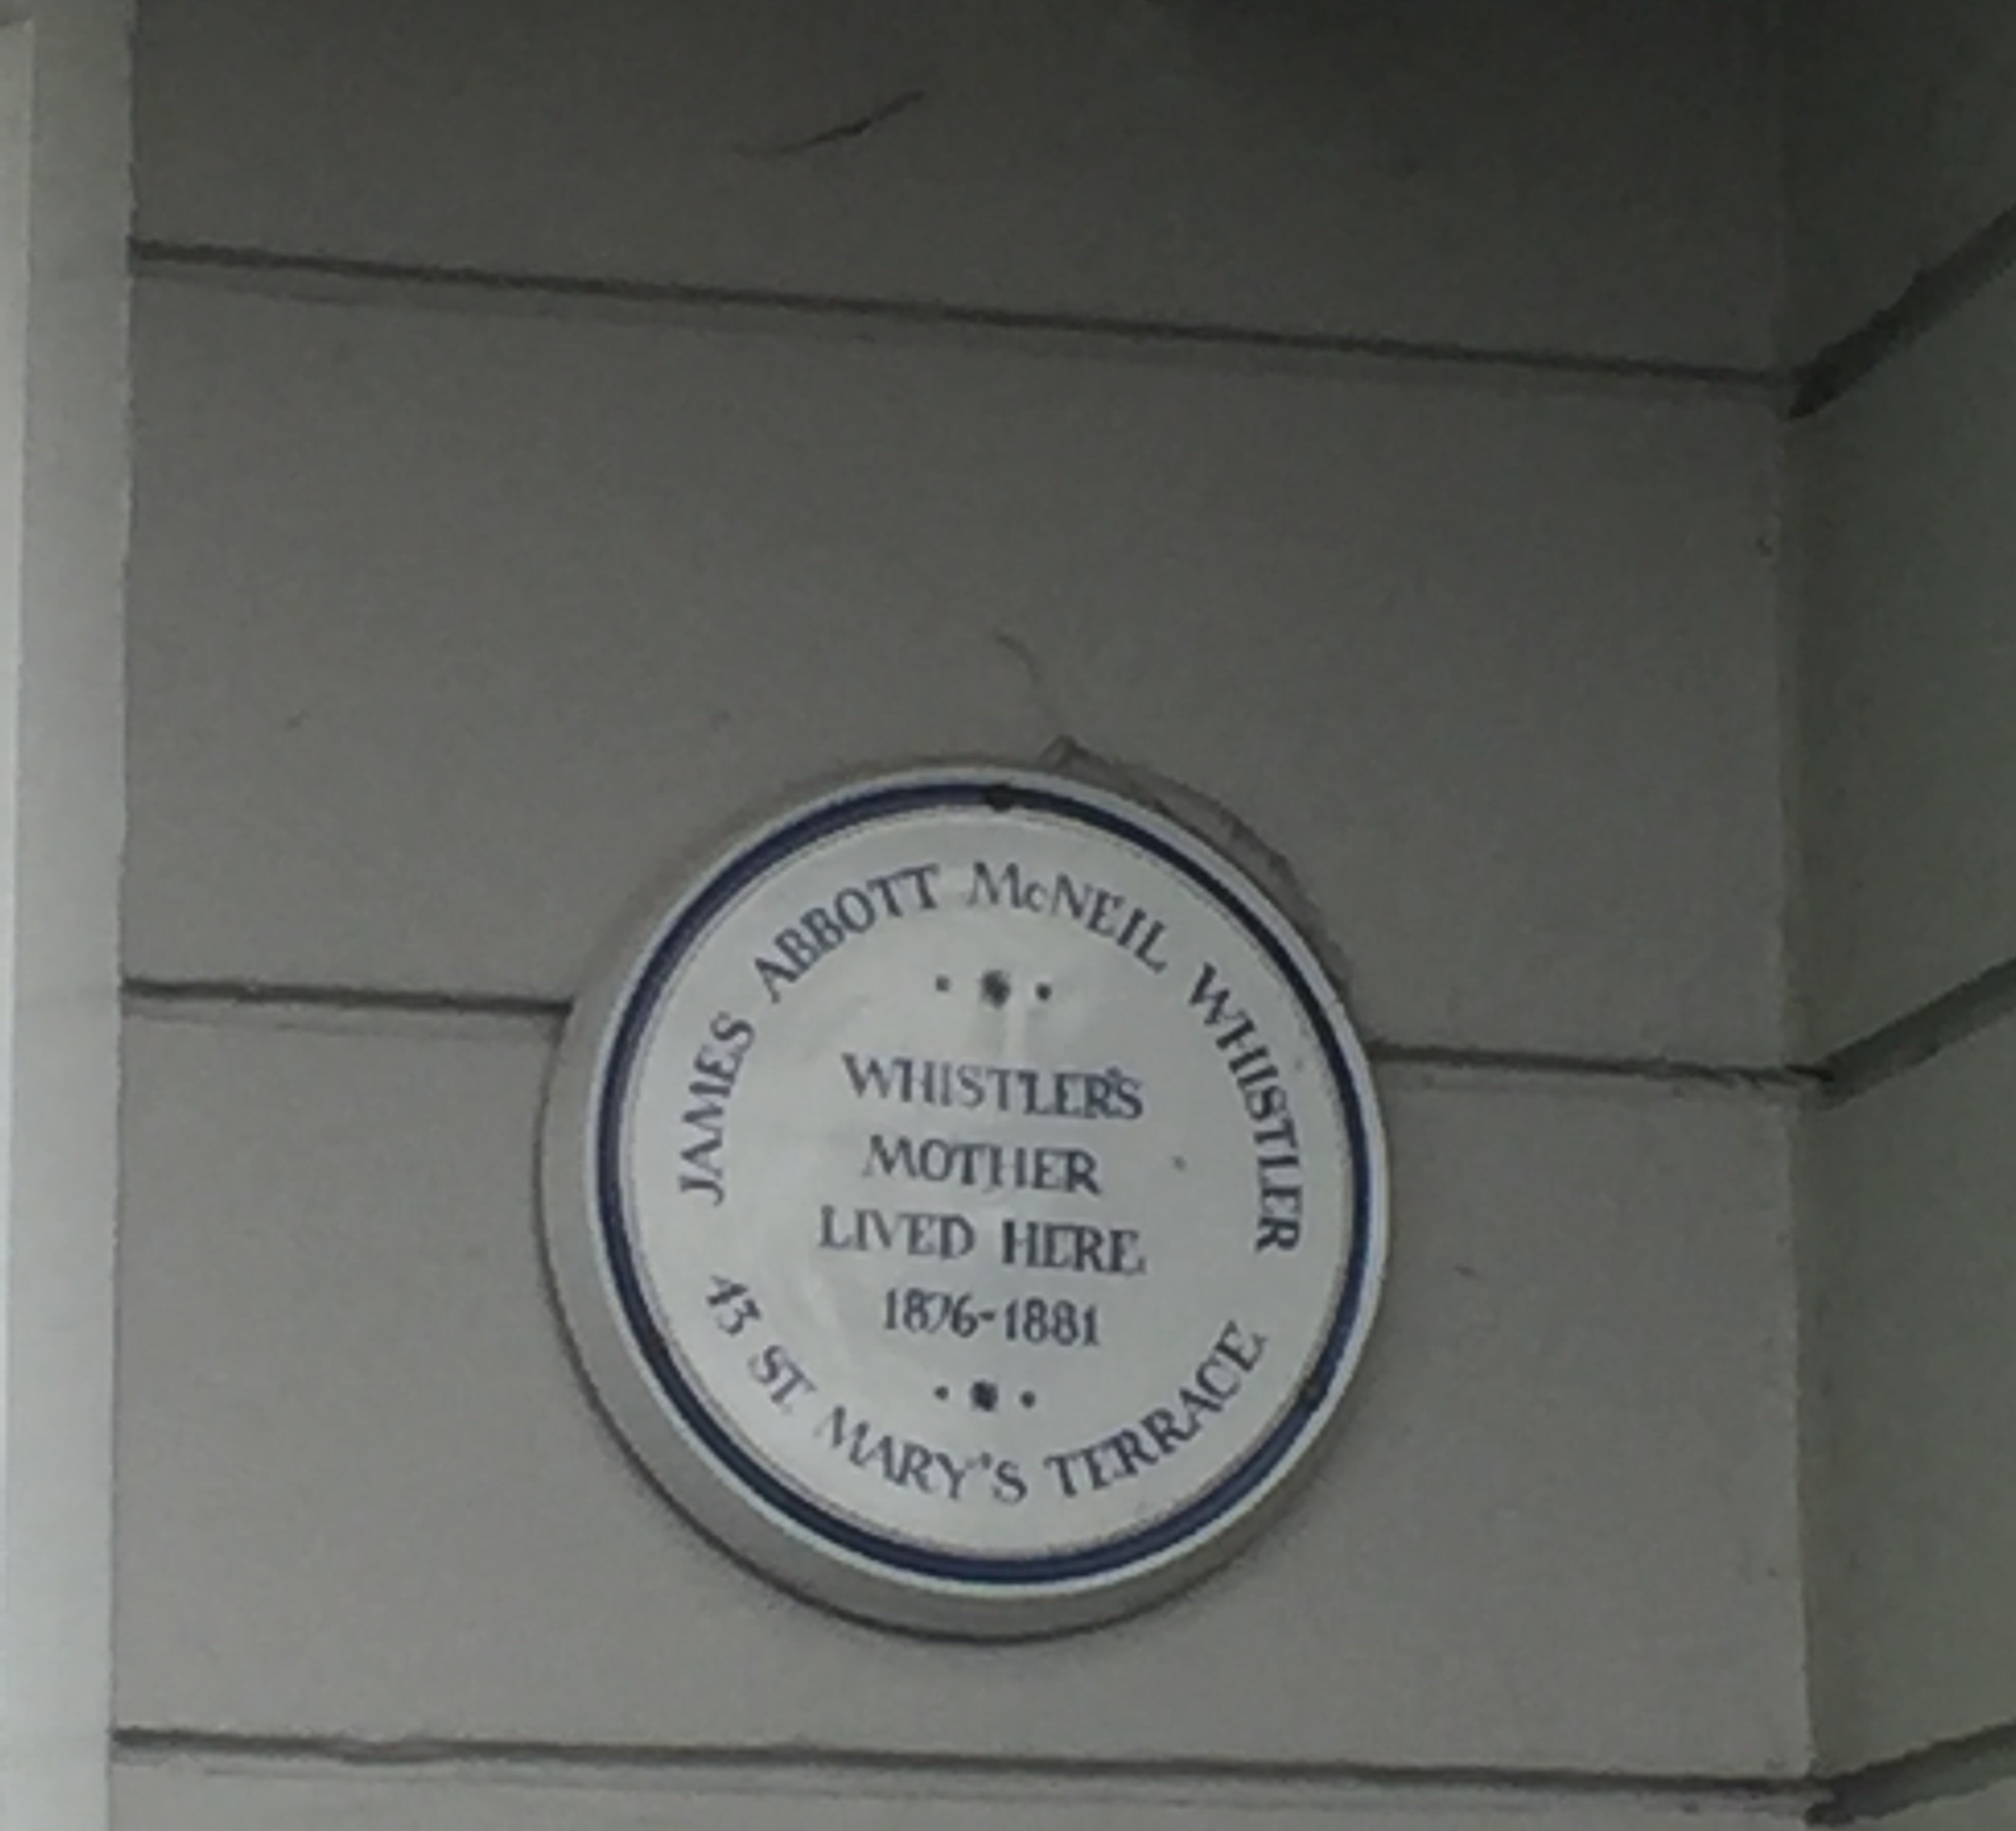 JAMES ABBOTT McNEIL WHISTLER
WHISTLER'S
MOTHER
LIVED HERE
1876-1881
43 ST. MARY'S TERRACE